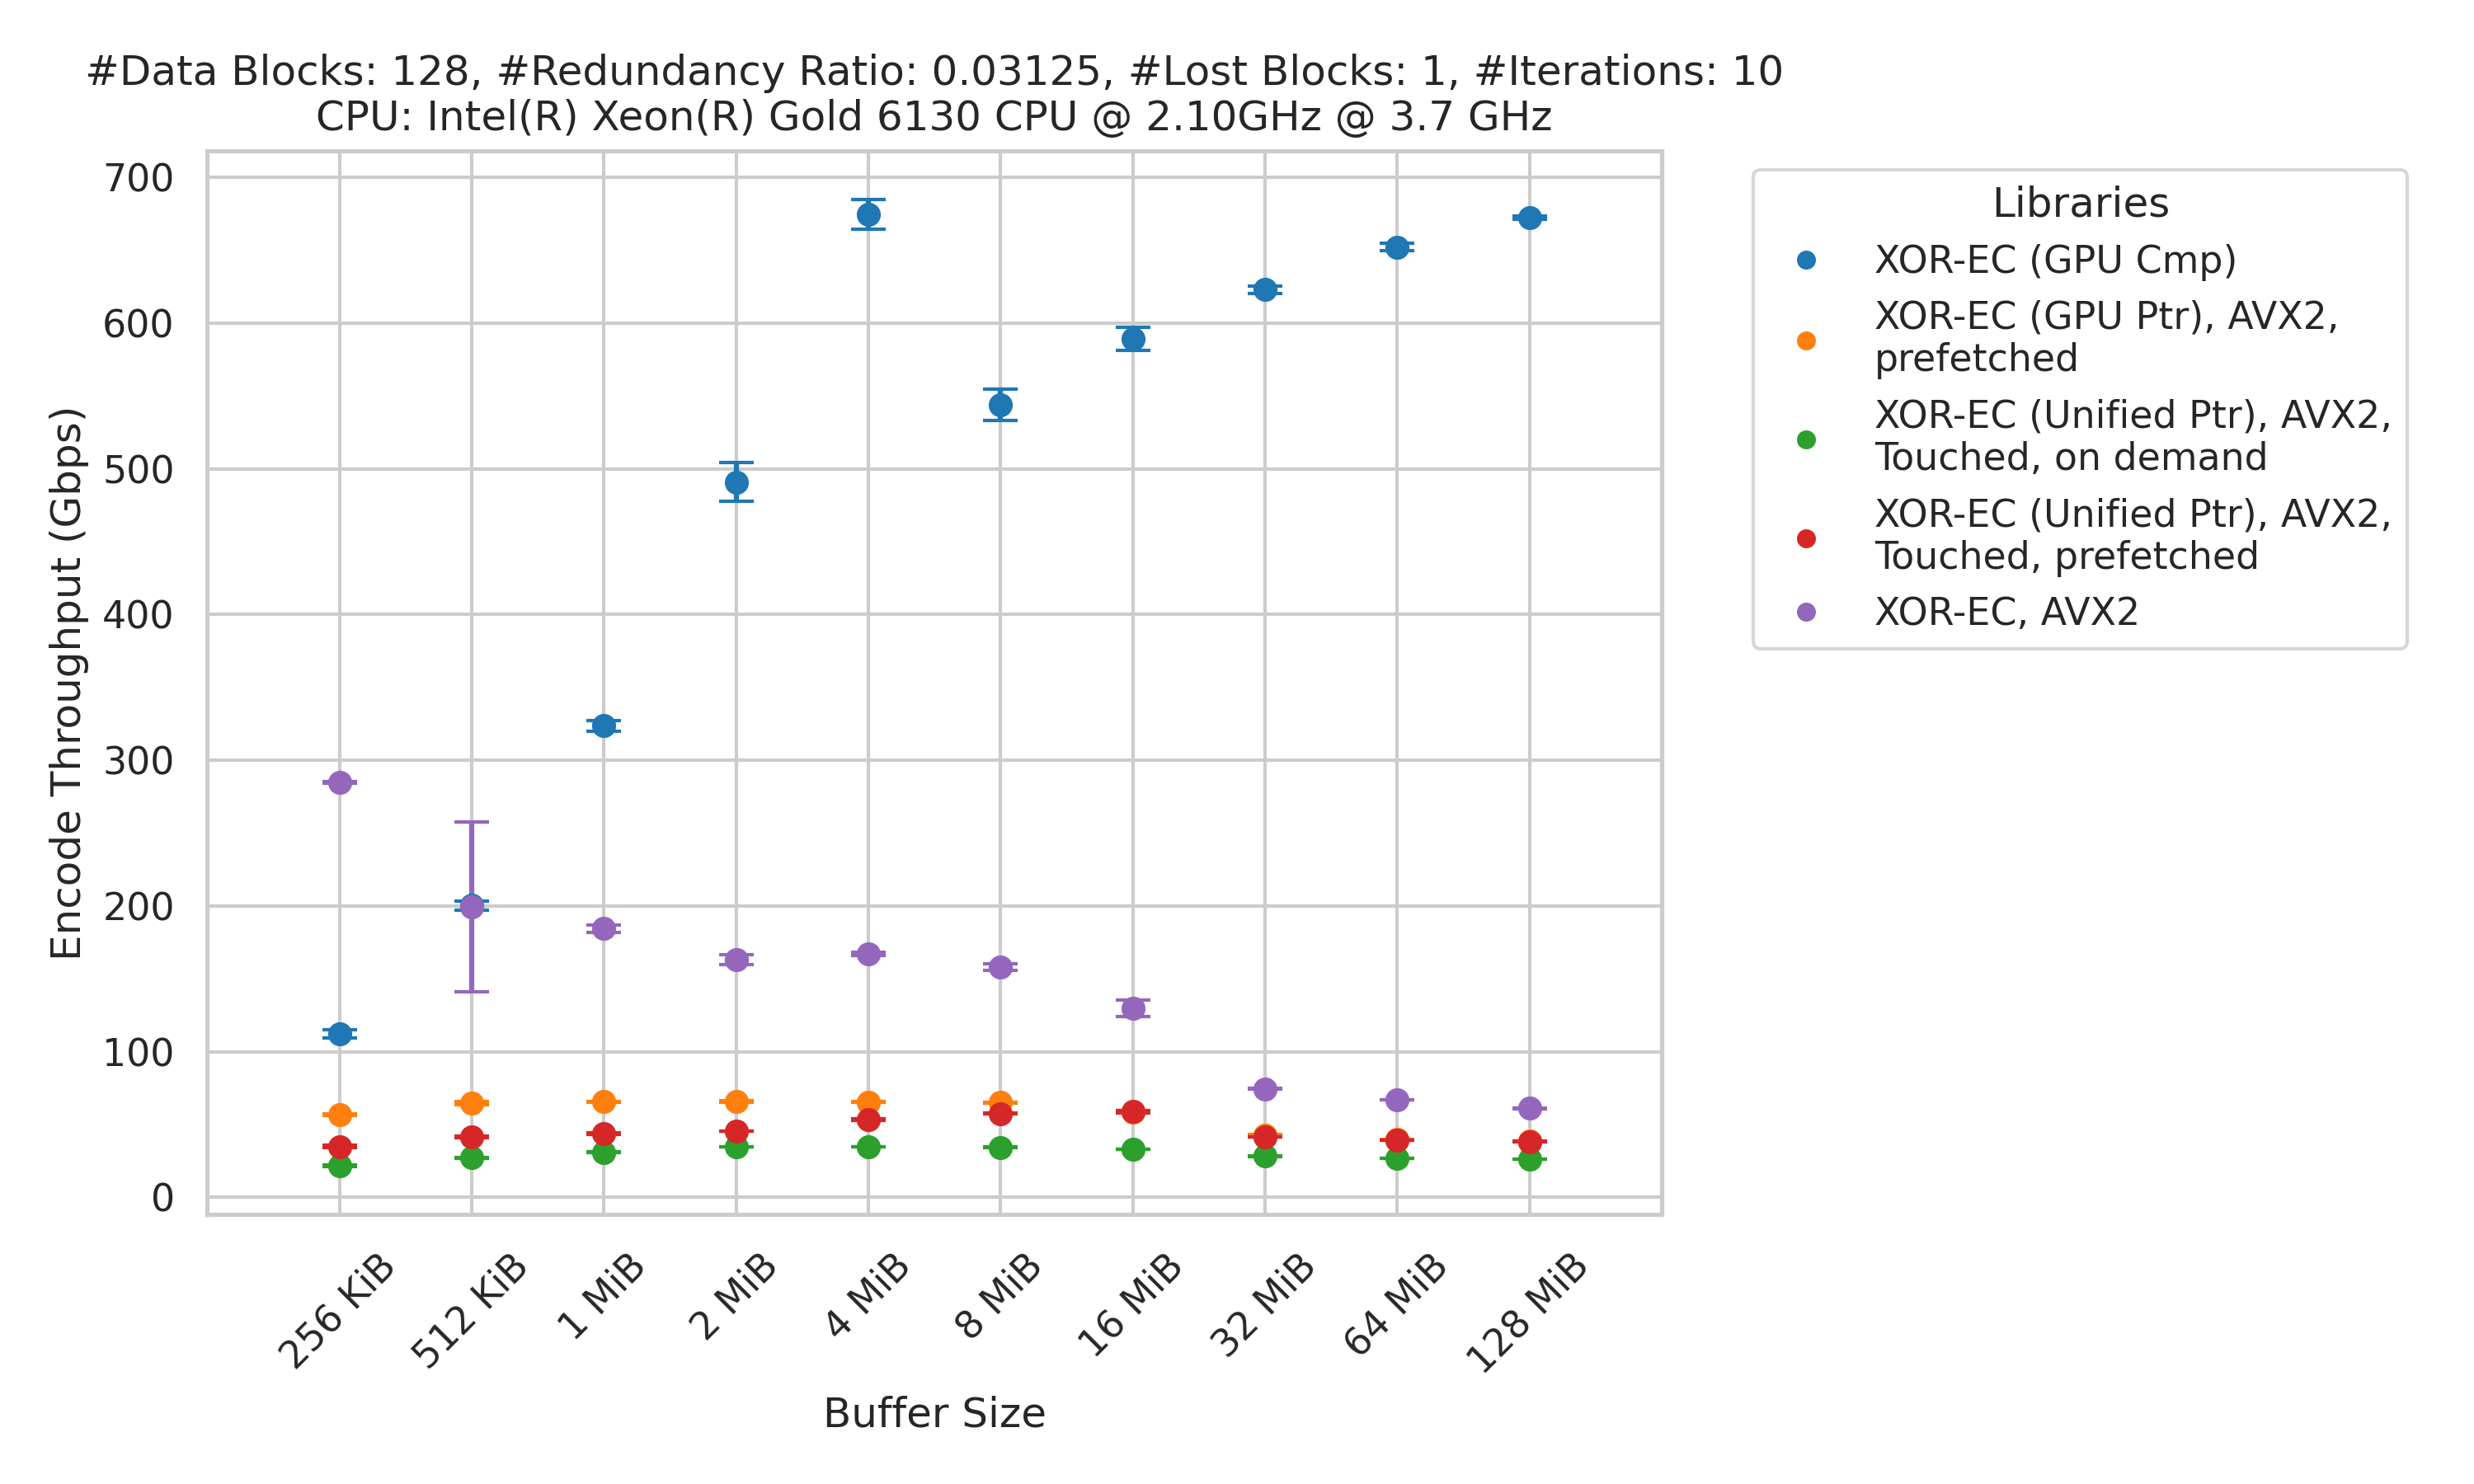 #Data Blocks: 128, #Redundancy Ratio: 0.03125, #Lost Blocks: 1, #Iterations: 10
CPU: Intel(R) Xeon(R) Gold 6130 CPU @ 2.10GHz @ 3.7 GHz
Encode Throughput (Gbps)
700
600
500
400
300
200
100
0
256 KiB
512 KiB
1 MiB
2 MiB
4 MiB
8 MiB
16 MiB
32 MiB
64 MiB
128 MiB
Buffer Size
Libraries
XOR-EC (GPU Cmp)
XOR-EC (GPU Ptr), AVX2,
prefetched
XOR-EC (Unified Ptr), AVX2,
Touched, on demand
XOR-EC (Unified Ptr), AVX2,
Touched, prefetched
XOR-EC, AVX2